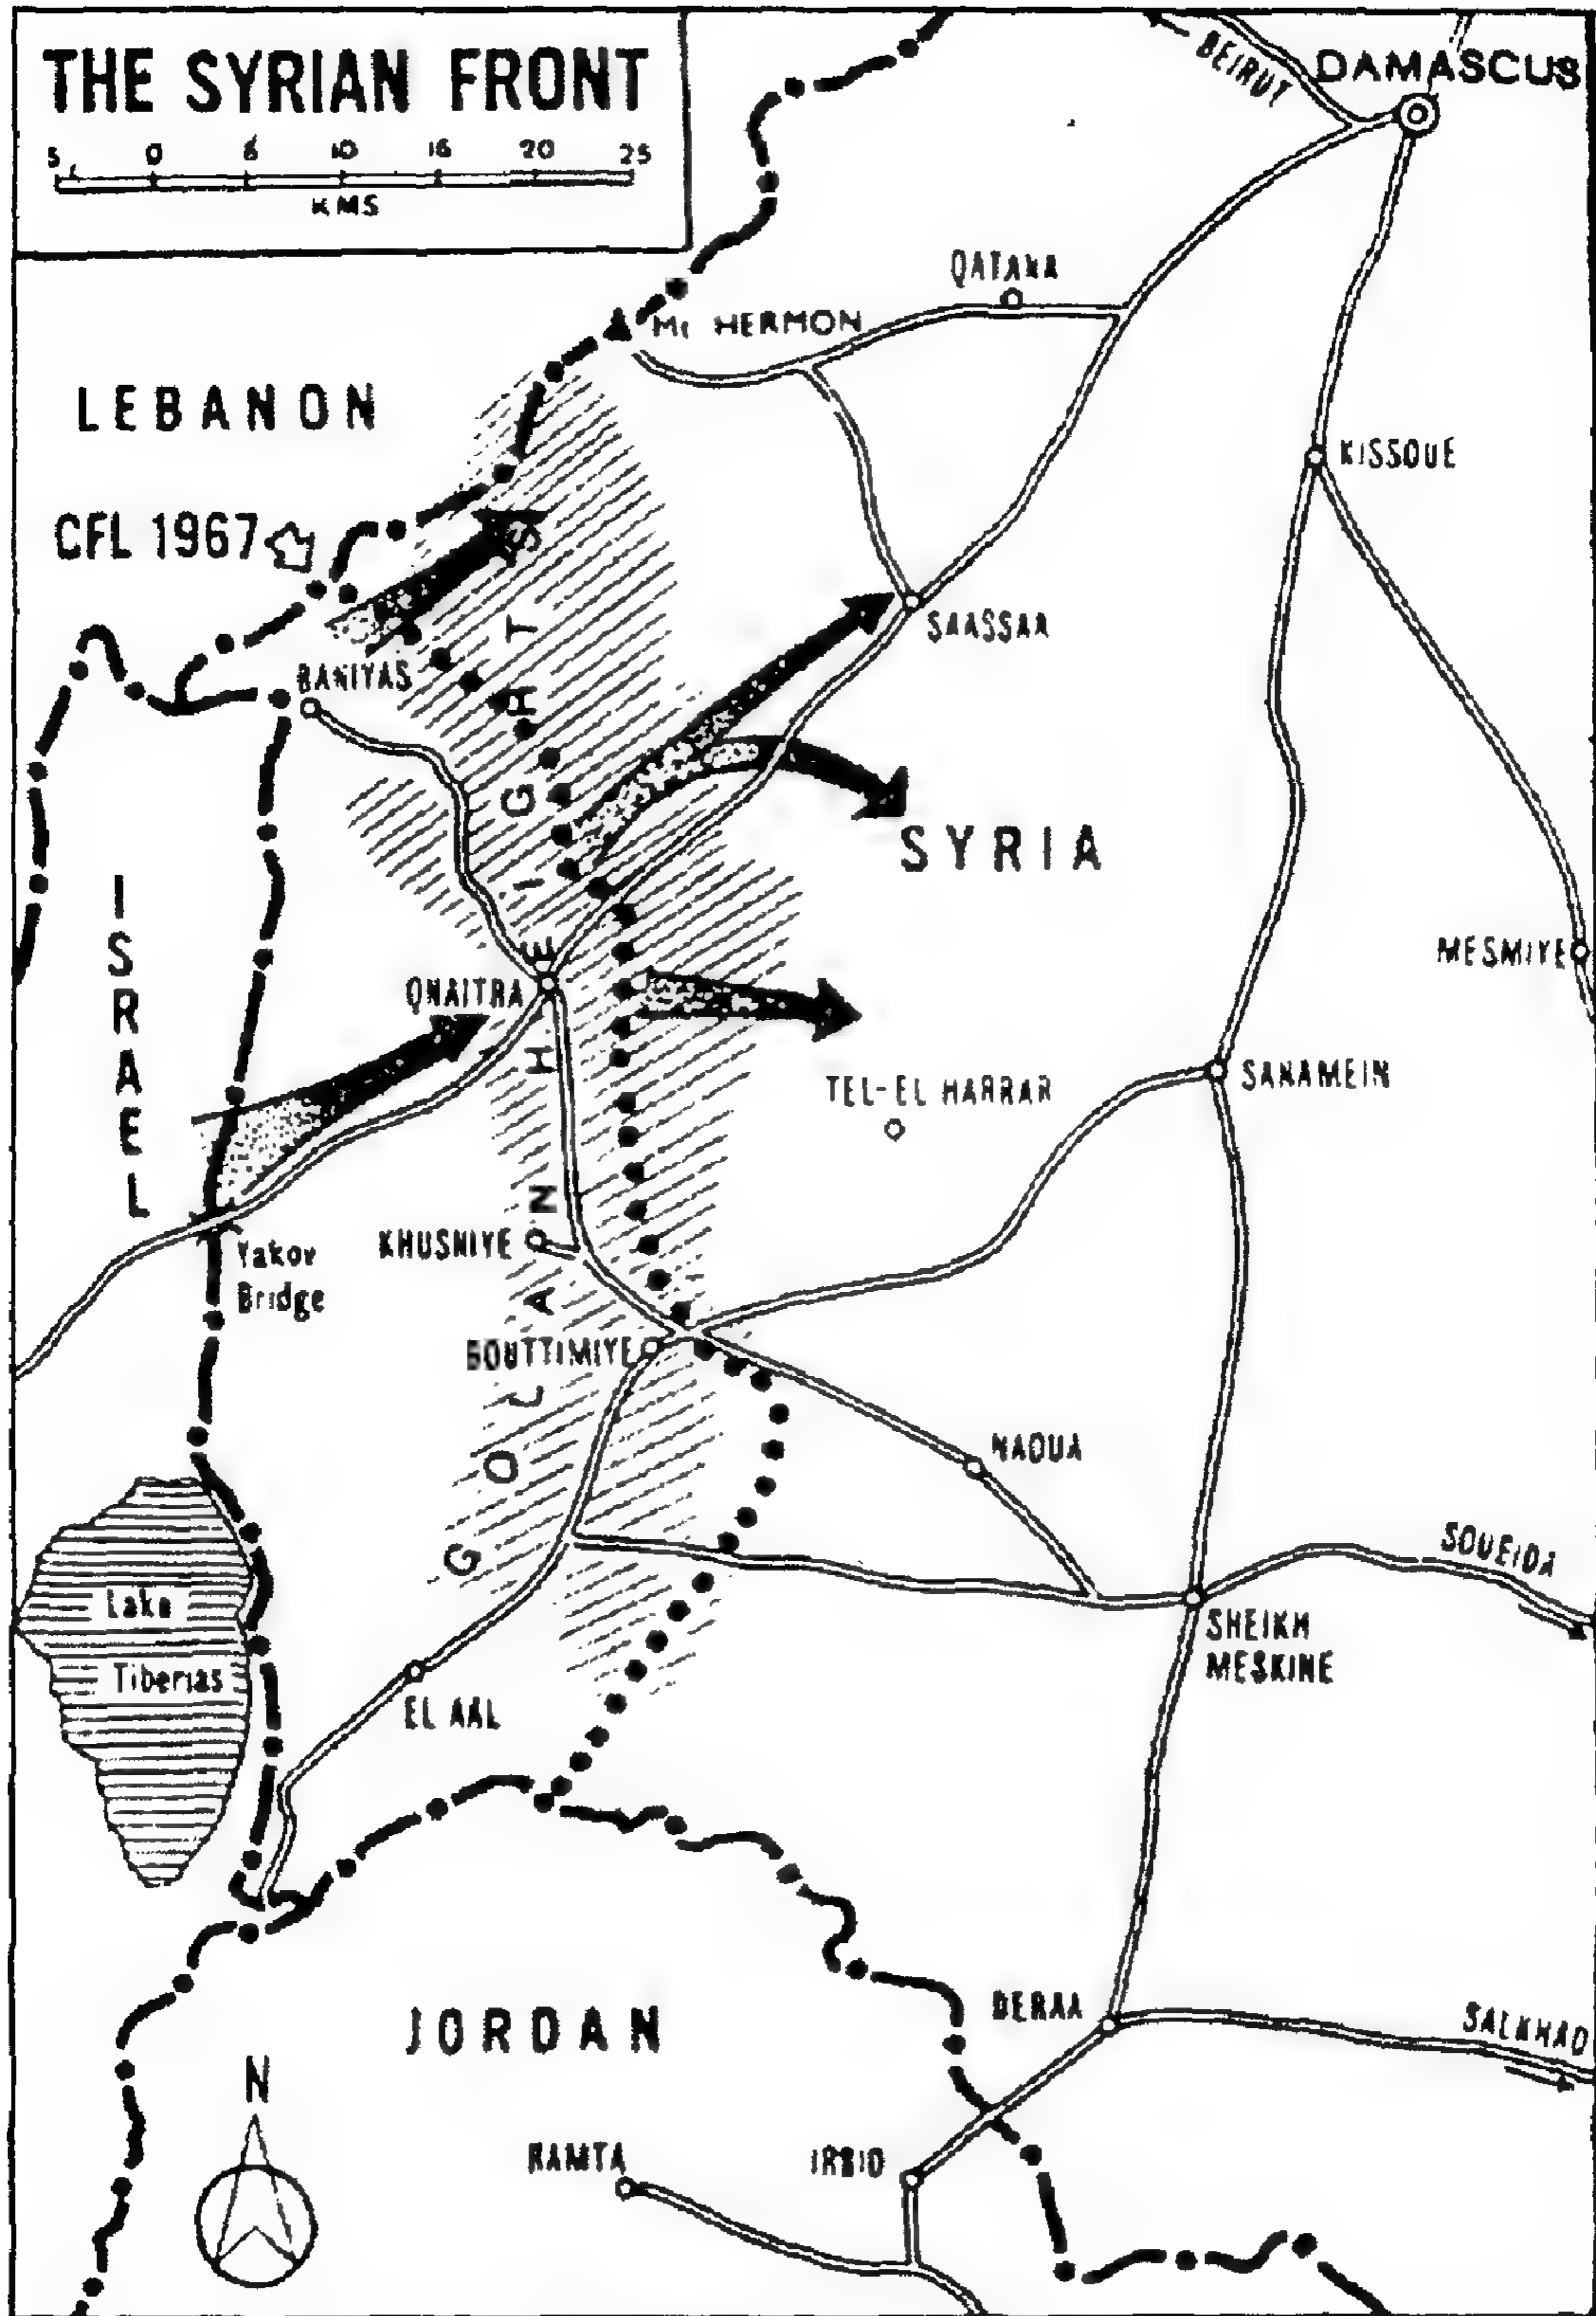 THE SYRIAN FRONT
5 0 6 10 16 20 25
KMS
BEIRUT
DAMASCUS
QATANA
Mt HERMON
LEBANON
KISSOUE
CFL 1967
SAASSAA
BANIYAS
SYRIA
ISRAEL
GOLAN HEIGHTS
MESMIYE
QNAITRA
SANAMEIN
TEL-EL HARRAR
KHUSNIYE
Yakov
Bridge
BOUTTIMIYE
NAOUA
SOUEIDA
Lake
Tiberias
SHEIKH
MESKINE
EL AAL
JORDAN
DERAA
SALKHAD
N
RAMTA
IRBID